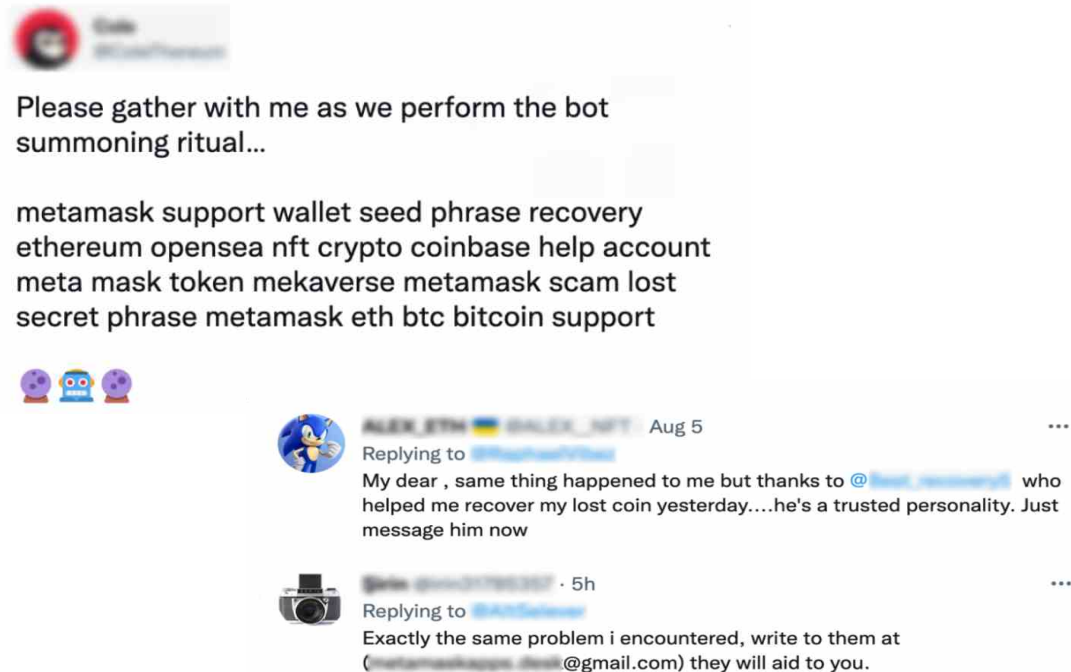 Please gather with me as we perform the bot
summoning ritual...
metamask support wallet seed phrase recovery
ethereum opensea nft crypto coinbase help account
meta mask token mekaverse metamask scam lost
secret phrase metamask eth btc bitcoin support
Aug 5
Replying to
My dear , same thing happened to me but thanks to @ who
helped me recover my lost coin yesterday....he's a trusted personality. Just
message him now
· 5h
Replying to
Exactly the same problem i encountered, write to them at
( @gmail.com) they will aid to you.